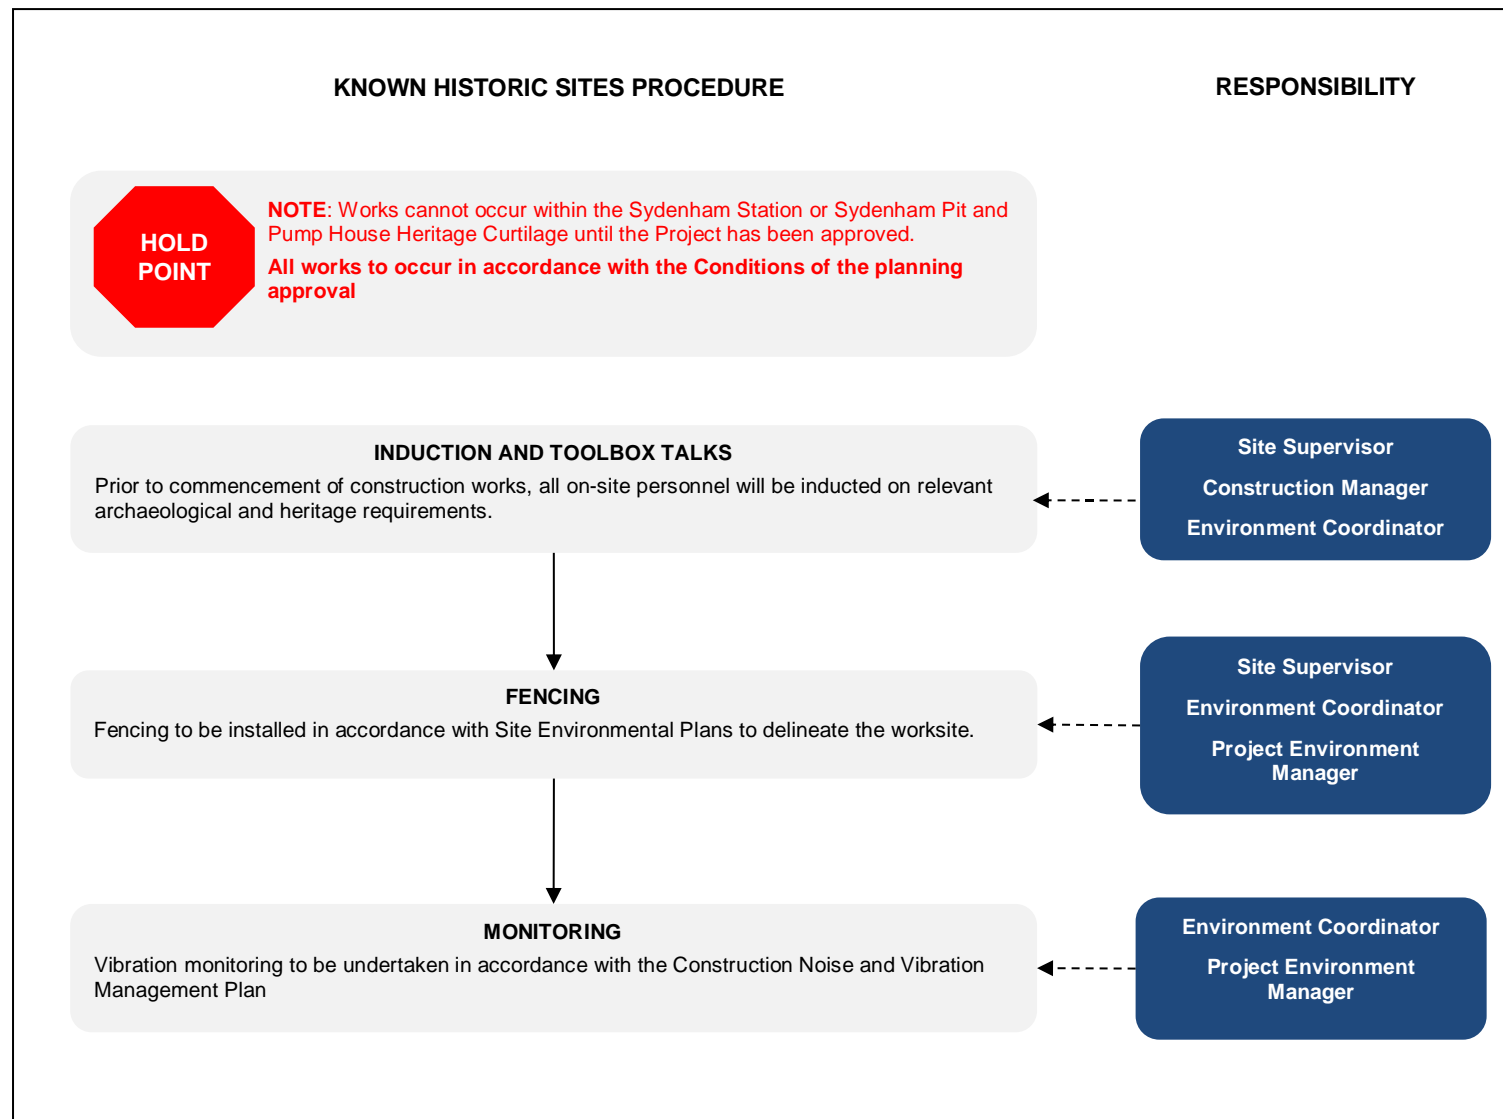 KNOWN HISTORIC SITES PROCEDURE
RESPONSIBILITY
HOLD
POINT
NOTE: Works cannot occur within the Sydenham Station or Sydenham Pit and
Pump House Heritage Curtilage until the Project has been approved.
All works to occur in accordance with the Conditions of the planning
approval
INDUCTION AND TOOLBOX TALKS
Prior to commencement of construction works, all on-site personnel will be inducted on relevant
archaeological and heritage requirements.
Site Supervisor
Construction Manager
Environment Coordinator
FENCING
Fencing to be installed in accordance with Site Environmental Plans to delineate the worksite.
Site Supervisor
Environment Coordinator
Project Environment
Manager
MONITORING
Vibration monitoring to be undertaken in accordance with the Construction Noise and Vibration
Management Plan
Environment Coordinator
Project Environment
Manager